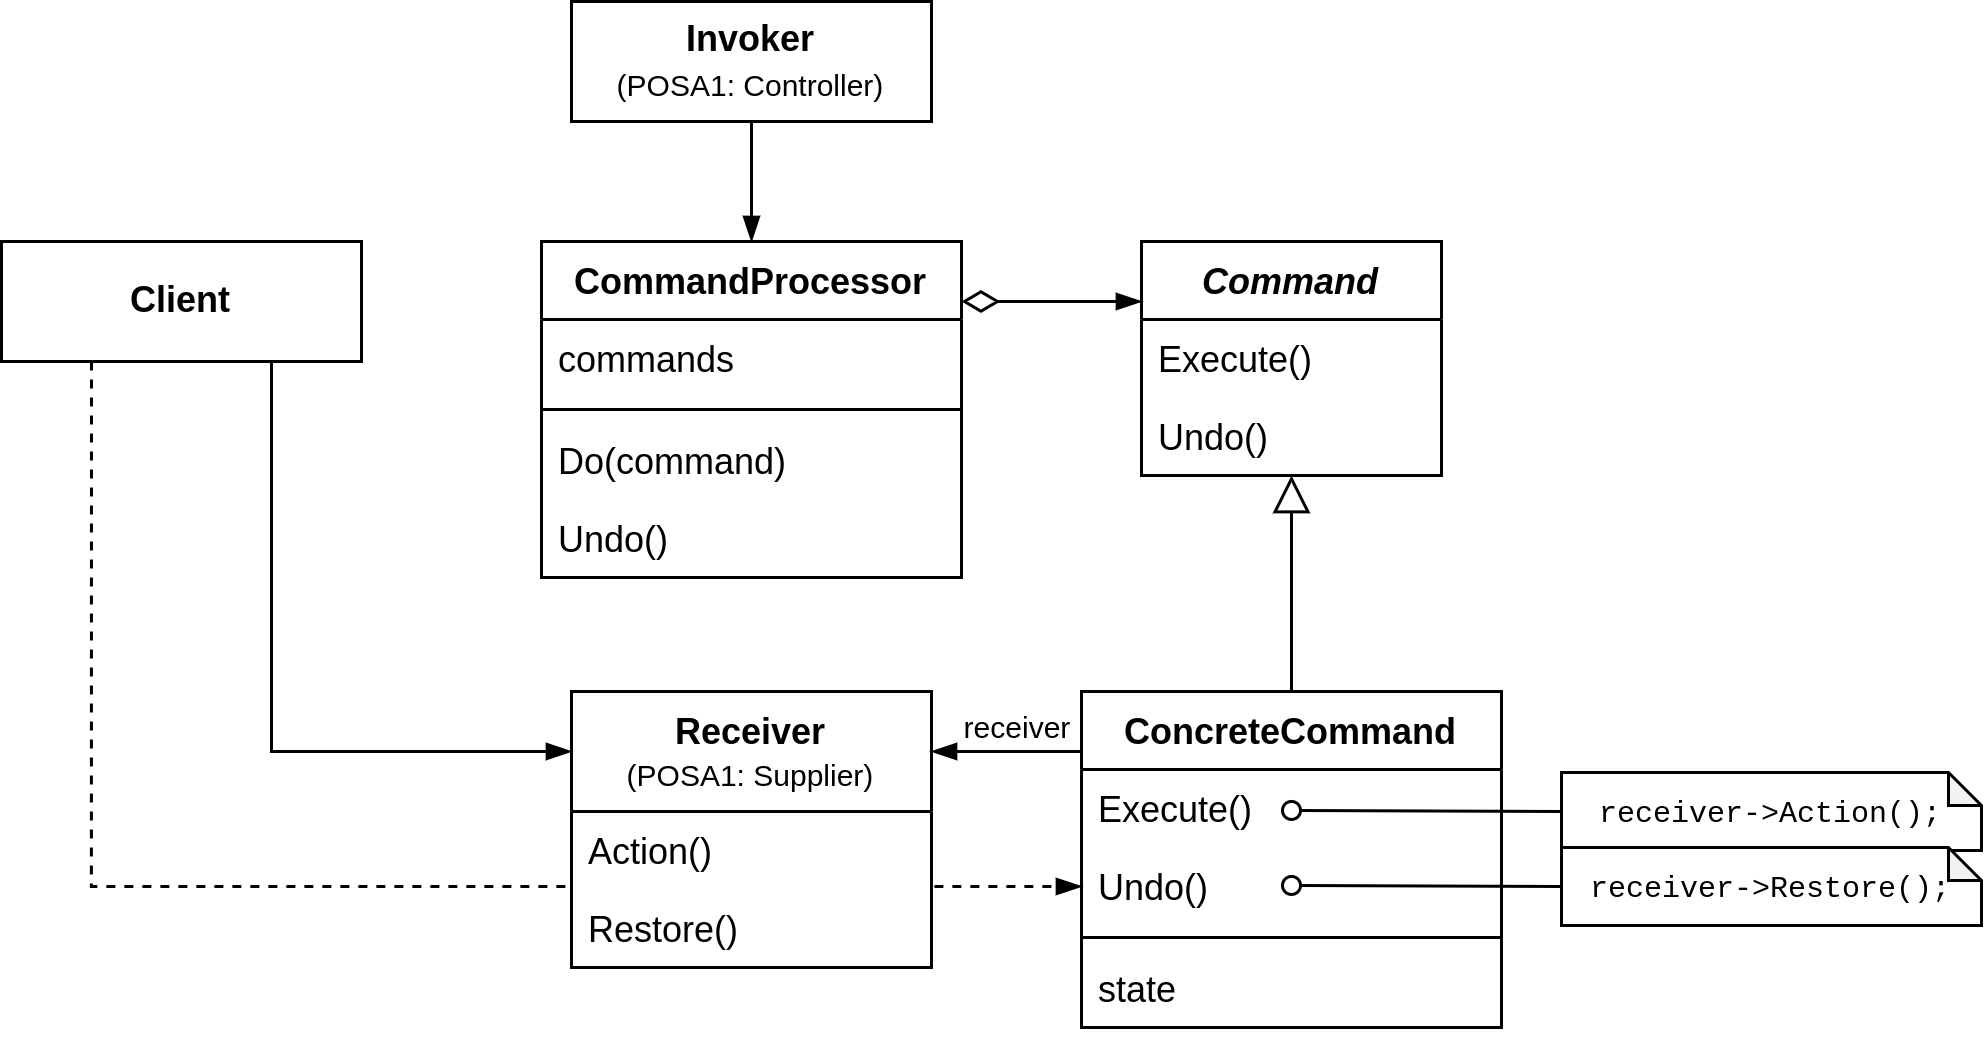 Invoker
(POSA1: Controller)
Client
CommandProcessor
commands
Do(command)
Undo()
Command
Execute()
Undo()
Receiver
(POSA1: Supplier)
Action()
Restore()
receiver
ConcreteCommand
Execute()
Undo()
state
receiver->Action();
receiver->Restore();